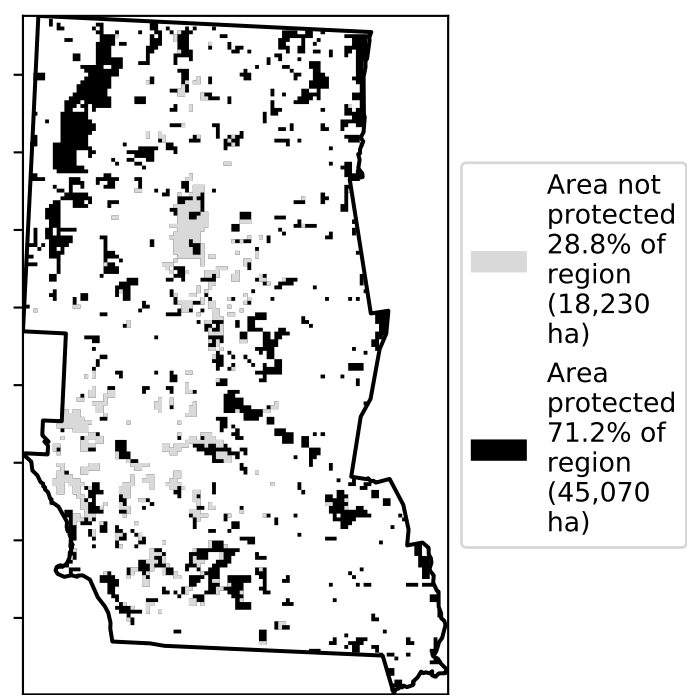 Area not
protected
28.8% of
region
(18,230
ha)
Area
protected
71.2% of
region
(45,070
ha)